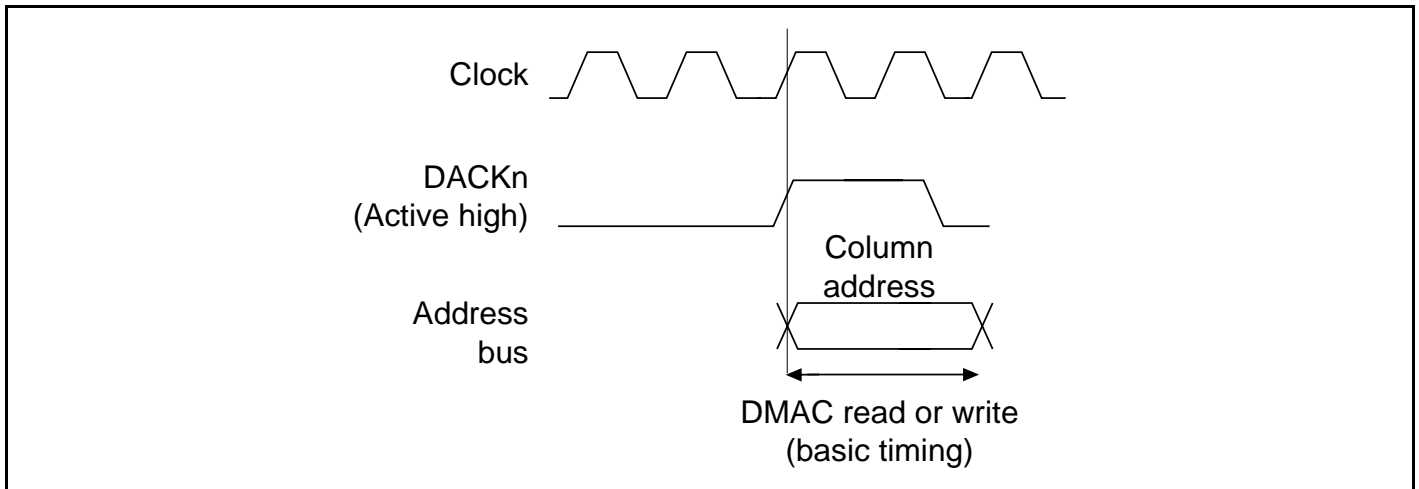 Clock
DACKn
(Active high)
Column
address
Address
bus
DMAC read or write
(basic timing)